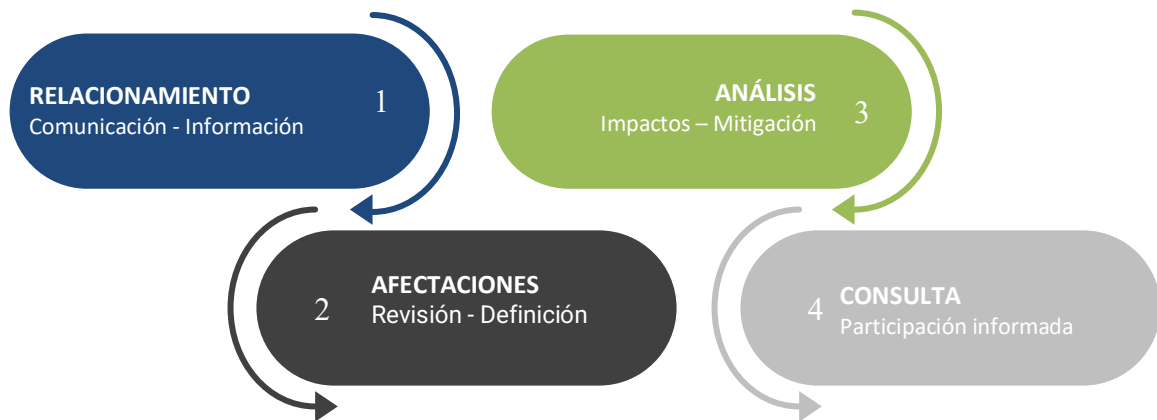 RELACIONAMIENTO
Comunicación - Información
1
AFECTACIONES
Revisión - Definición
2
ANÁLISIS
Impactos – Mitigación
3
CONSULTA
Participación informada
4